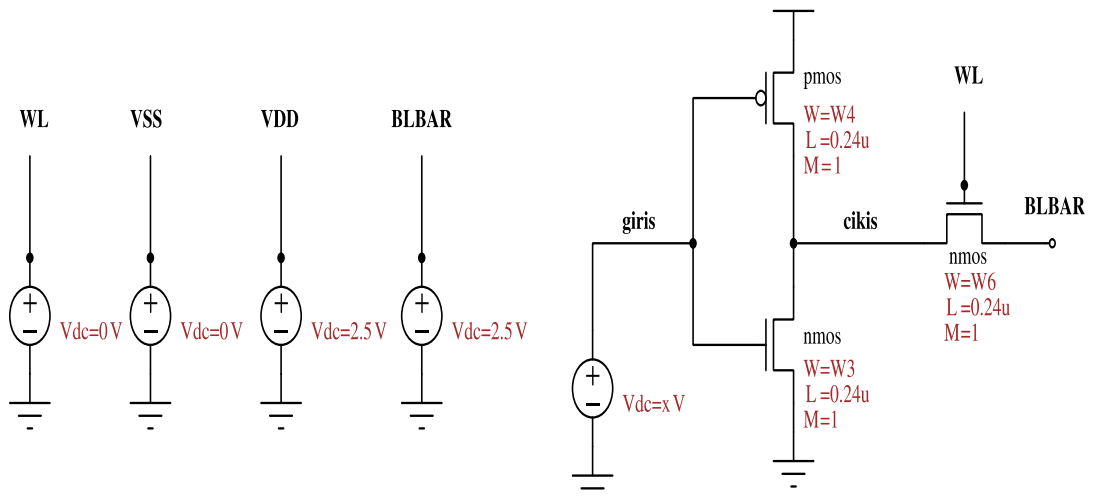 WL
VSS
VDD
BLBAR
Vdc=0 V
Vdc=0 V
Vdc=2.5 V
Vdc=2.5 V
pmos
W=W4
L =0.24u
M=1
WL
giris
cikis
BLBAR
nmos
W=W6
L =0.24u
M=1
nmos
W=W3
L =0.24u
M=1
Vdc=x V